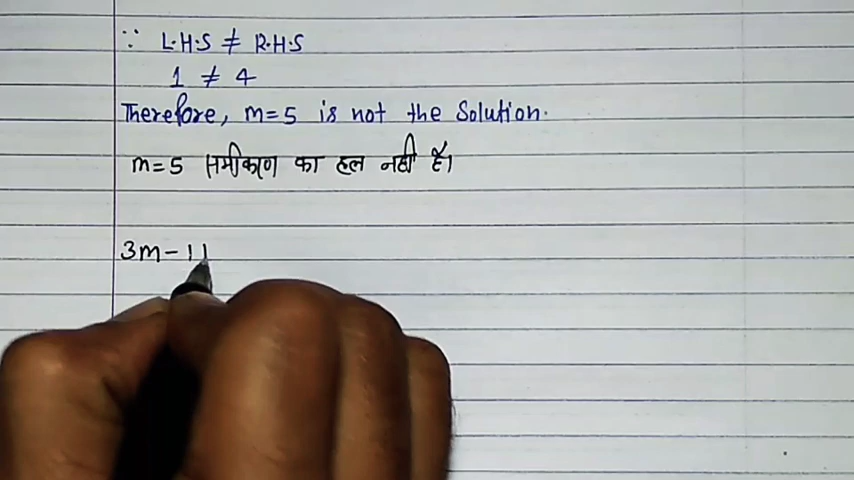 ∵ L.H.S ≠ R.H.S
1 ≠ 4
Therefore, m=5 is not the Solution.
m=5 समीकरण का हल नहीं है।
3m-11